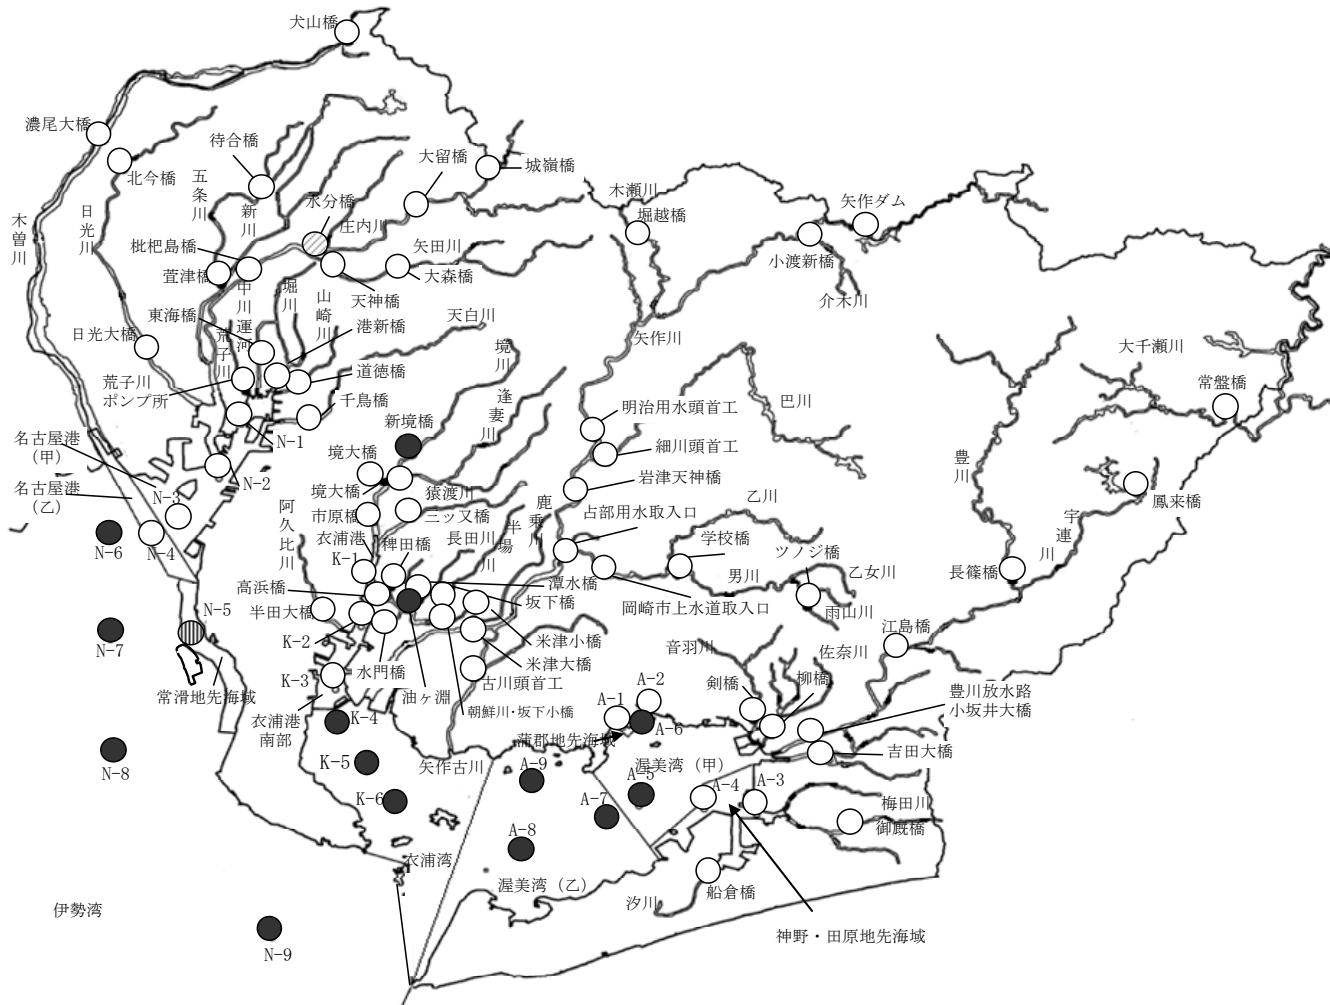 犬山橋
濃尾大橋
北今橋
待合橋
大留橋
城嶺橋
五条川
新川
水分橋
庄内川
木瀬川
堀越橋
矢作ダム
小渡新橋
介木川
木曽川
日光川
枇杷島橋
萱津橋
矢田川
大森橋
天神橋
中川運河
堀川
山崎川
東海橋
荒子川
港新橋
天白川
矢作川
日光大橋
荒子川
ポンプ所
道徳橋
千鳥橋
境川
逢妻川
新境橋
大千瀬川
常盤橋
巴川
明治用水頭首工
細川頭首工
岩津天神橋
名古屋港
(甲)
名古屋港
(乙)
N-1
N-2
N-3
N-4
N-5
N-6
N-7
N-8
N-9
境大橋
境大橋
猿渡川
市原橋
三ッ又橋
衣浦港
K-1
稗田橋
長田川
半場川
鹿乗川
占部用水取入口
乙川
学校橋
ツノジ橋
男川
乙女川
雨山川
豊川
宇連川
鳳来橋
長篠橋
阿久比川
高浜橋
半田大橋
K-2
K-3
潭水橋
坂下橋
岡崎市上水道取入口
米津小橋
米津大橋
古川頭首工
水門橋
油ヶ淵
朝鮮川・坂下小橋
常滑地先海域
衣浦港
南部
K-4
K-5
K-6
矢作古川
音羽川
佐奈川
江島橋
剣橋
柳橋
豊川放水路
小坂井大橋
吉田大橋
A-1
A-2
A-6
蒲郡地先海域
渥美湾（甲）
A-9
A-5
A-4
A-3
A-7
A-8
梅田川
御厩橋
衣浦湾
渥美湾（乙）
汐川
船倉橋
伊勢湾
神野・田原地先海域